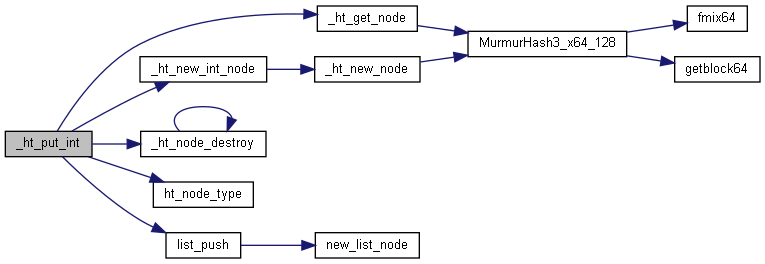 _ht_get_node
fmix64
MurmurHash3_x64_128
_ht_new_int_node
_ht_new_node
getblock64
_ht_put_int
_ht_node_destroy
ht_node_type
list_push
new_list_node